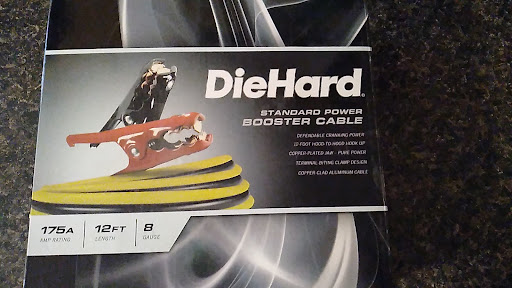 DieHard®
STANDARD POWER
BOOSTER CABLE
DEPENDABLE CRANKING POWER
12-FOOT HOOD-TO-HOOD HOOK UP
COPPER-PLATED JAW - PURE POWER
TERMINAL BITING CLAMP DESIGN
COPPER-CLAD ALUMINUM CABLE
175A
AMP RATING
12FT
LENGTH
8
GAUGE